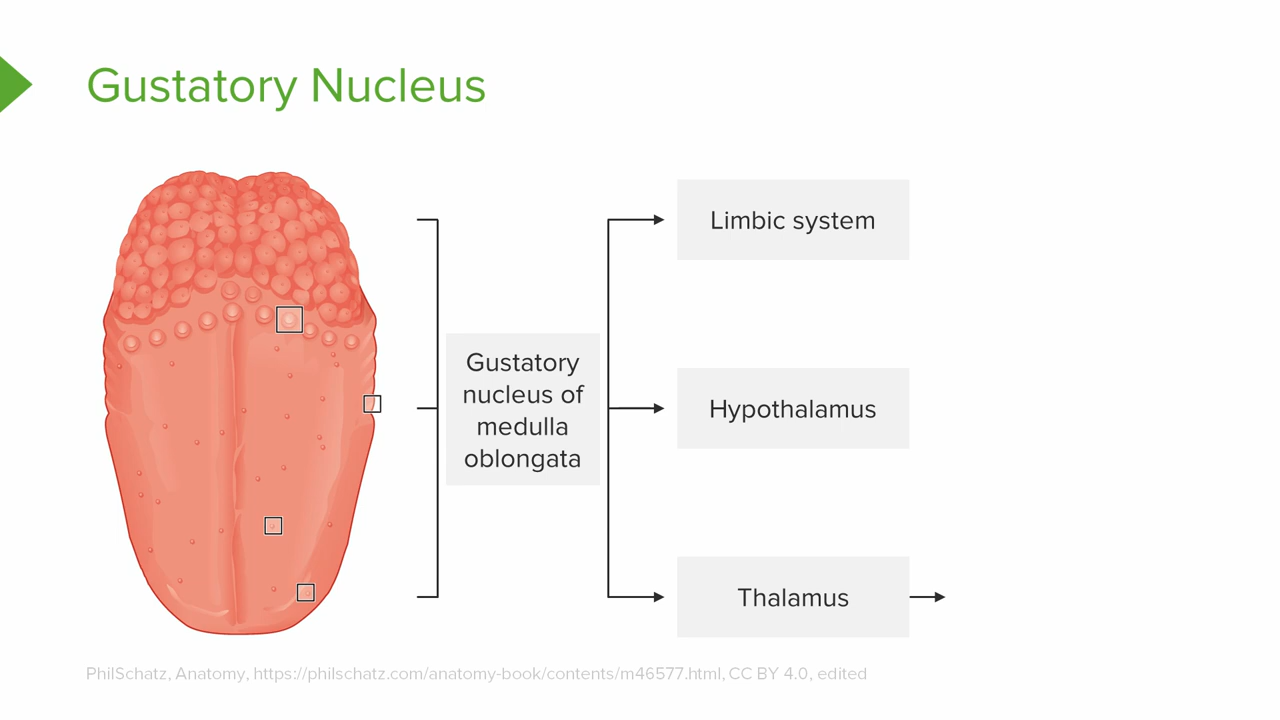 Gustatory Nucleus
Limbic system
Gustatory
nucleus of
medulla
oblongata
Hypothalamus
Thalamus
PhilSchatz, Anatomy, https://philschatz.com/anatomy-book/contents/m46577.html, CC BY 4.0, edited